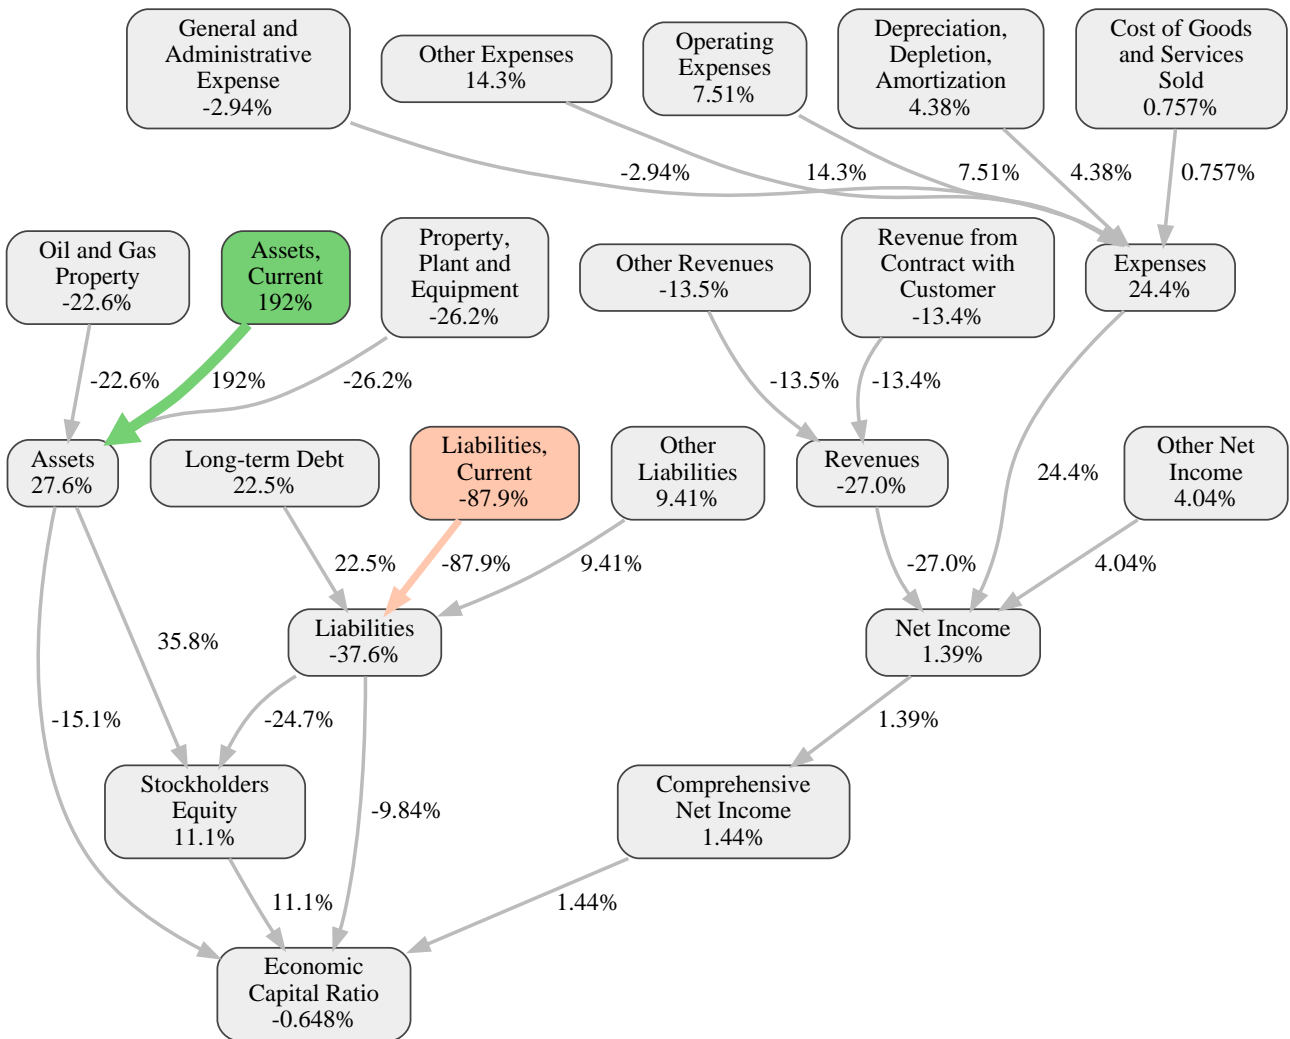 General and
Administrative
Expense
-2.94%
Other Expenses
14.3%
Operating
Expenses
7.51%
Depreciation,
Depletion,
Amortization
4.38%
Cost of Goods
and Services
Sold
0.757%
-2.94%
14.3%
7.51%
4.38%
0.757%
Oil and Gas
Property
-22.6%
Assets,
Current
192%
Property,
Plant and
Equipment
-26.2%
Other Revenues
-13.5%
Revenue from
Contract with
Customer
-13.4%
Expenses
24.4%
-22.6%
192%
-26.2%
-13.5%
-13.4%
Assets
27.6%
Long-term Debt
22.5%
Liabilities,
Current
-87.9%
Other
Liabilities
9.41%
Revenues
-27.0%
24.4%
Other Net
Income
4.04%
22.5%
-87.9%
9.41%
-27.0%
4.04%
35.8%
Liabilities
-37.6%
Net Income
1.39%
-15.1%
-24.7%
1.39%
Stockholders
Equity
11.1%
-9.84%
Comprehensive
Net Income
1.44%
11.1%
1.44%
Economic
Capital Ratio
-0.648%